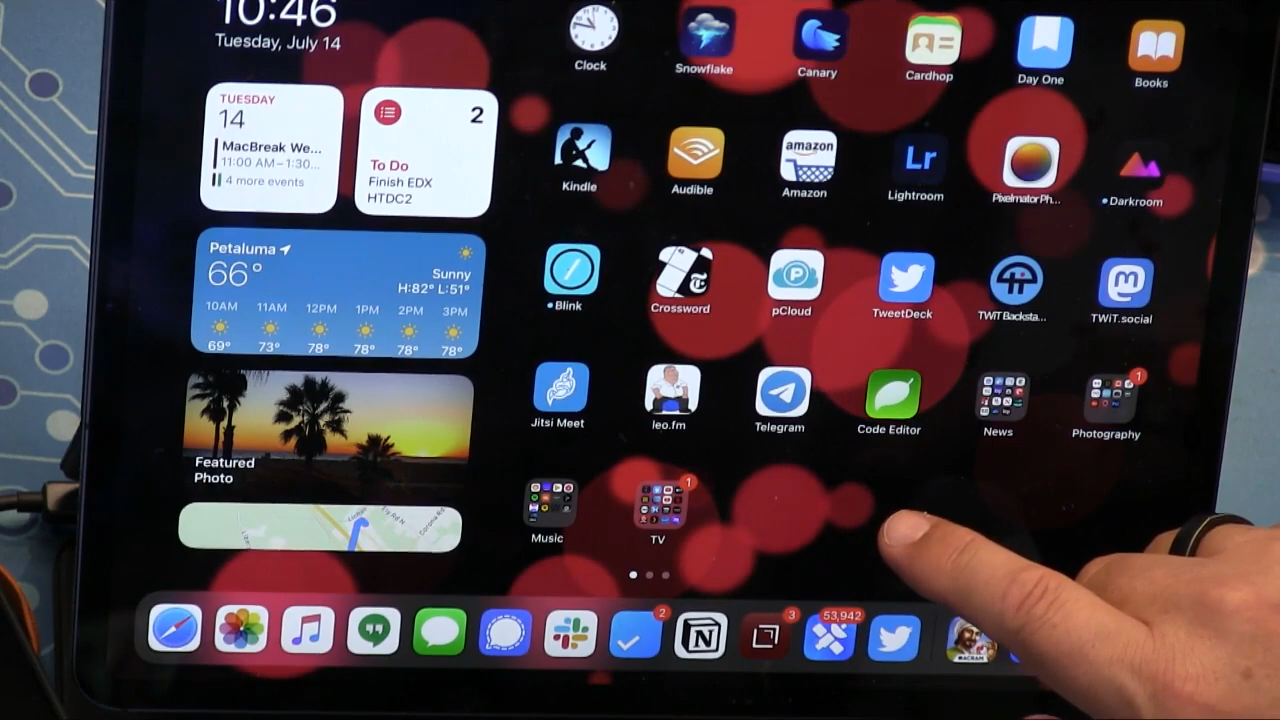 10:46
Tuesday, July 14
TUESDAY
14
MacBreak We...
11:00 AM–1:30...
4 more events
2
To Do
Finish EDX
HTDC2
Petaluma
66°
Sunny
H:82° L:51°
10AM 11AM 12PM 1PM 2PM 3PM
69° 73° 78° 78° 78° 78°
Featured
Photo
Clock Snowflake Canary Cardhop Day One Books
amazon
Lr
Kindle Audible Amazon Lightroom Pixelmator Ph... Darkroom
P
Blink Crossword pCloud TweetDeck TWiT Backsta... TWiT.social
1
Jitsi Meet leo.fm Telegram Code Editor News Photography
1
Music TV
2 3 53,942
N